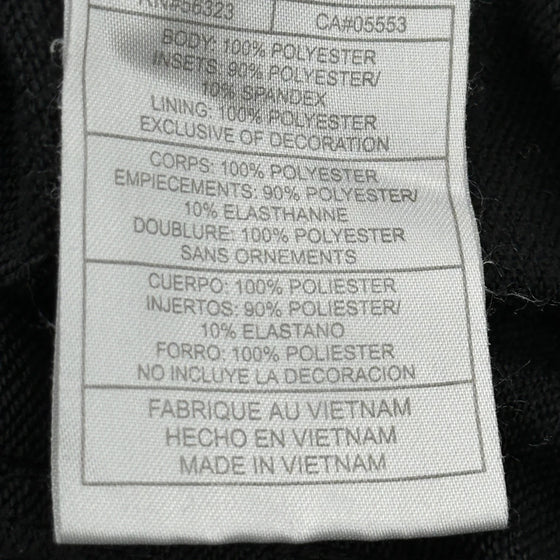 RN#56323
CA#05553
BODY: 100% POLYESTER
INSETS: 90% POLYESTER/
10% SPANDEX
LINING: 100% POLYESTER
EXCLUSIVE OF DECORATION
CORPS: 100% POLYESTER
EMPIECEMENTS: 90% POLYESTER/
10% ELASTHANNE
DOUBLURE: 100% POLYESTER
SANS ORNEMENTS
CUERPO: 100% POLIESTER
INJERTOS: 90% POLIESTER/
10% ELASTANO
FORRO: 100% POLIESTER
NO INCLUYE LA DECORACION
FABRIQUE AU VIETNAM
HECHO EN VIETNAM
MADE IN VIETNAM